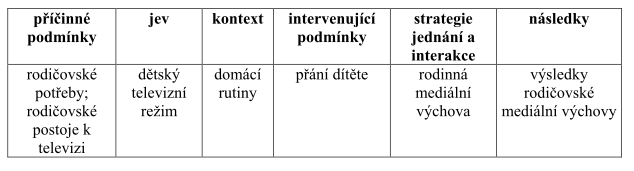 příčinné podmínky
jev
kontext
intervenující podmínky
strategie jednání a interakce
následky
rodičovské potřeby; rodičovské postoje k televizi
dětský televizní režim
domácí rutiny
přání dítěte
rodinná mediální výchova
výsledky rodičovské mediální výchovy